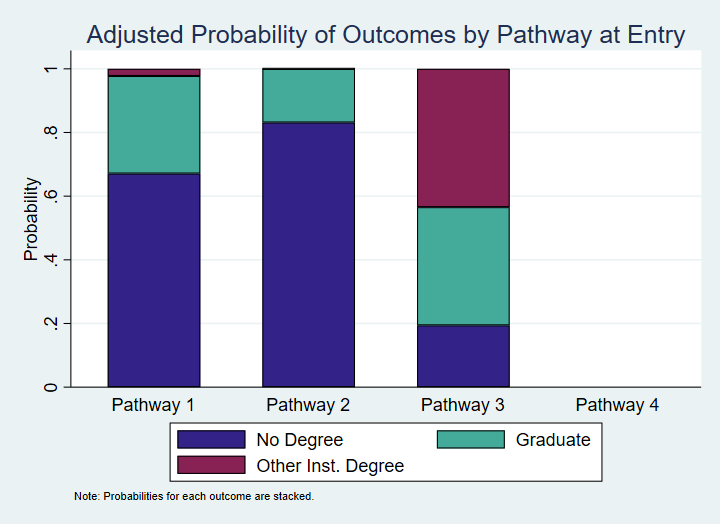 Adjusted Probability of Outcomes by Pathway at Entry
Probability
1
.8
.6
.4
.2
0
Pathway 1 Pathway 2 Pathway 3 Pathway 4
No Degree Graduate
Other Inst. Degree
Note: Probabilities for each outcome are stacked.